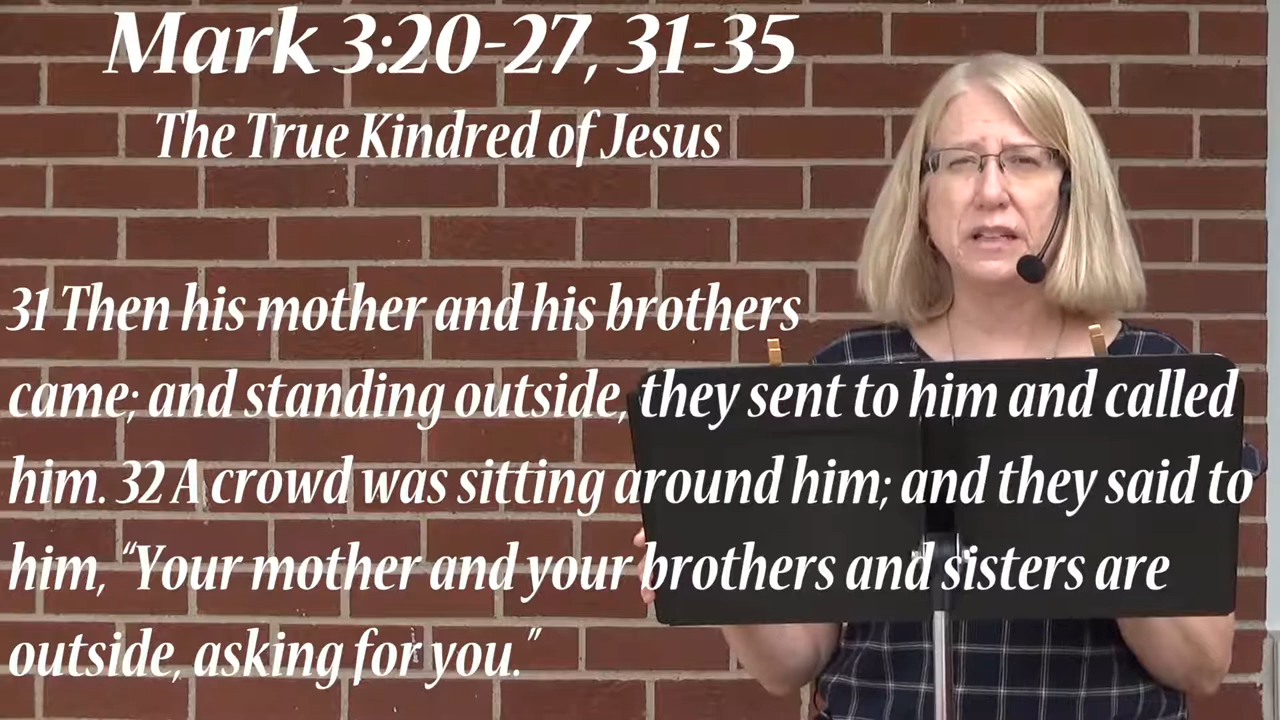 Mark 3:20-27, 31-35
The True Kindred of Jesus
31 Then his mother and his brothers
came; and standing outside, they sent to him and called
him. 32 A crowd was sitting around him; and they said to
him, “Your mother and your brothers and sisters are
outside, asking for you.”